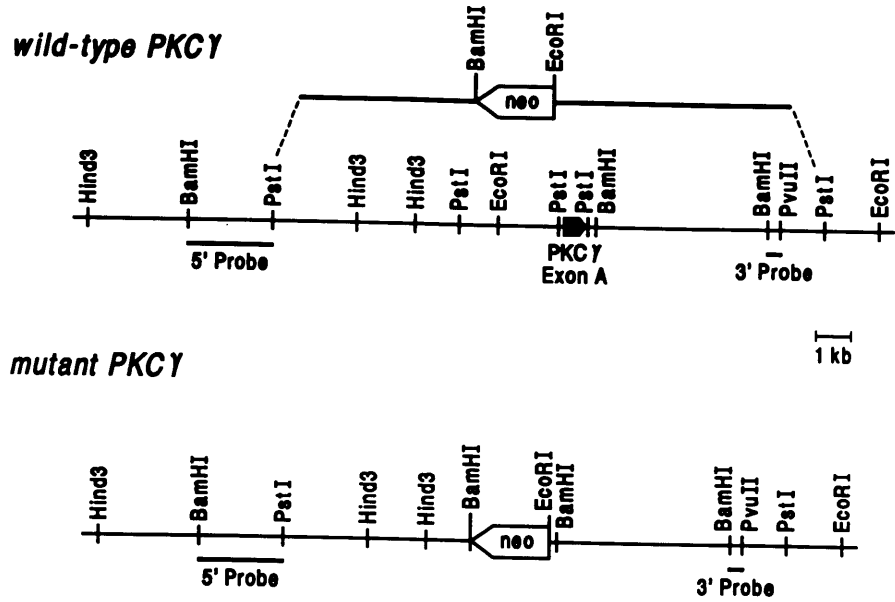 wild-type PKCγ
BamHI
EcoRI
neo
Hind3
BamHI
PstI
Hind3
Hind3
PstI
EcoRI
PstI
PstI
BamHI
BamHI
PvuII
PstI
EcoRI
5' Probe
PKCγ
Exon A
3' Probe
1 kb
mutant PKCγ
Hind3
BamHI
PstI
Hind3
Hind3
BamHI
EcoRI
BamHI
BamHI
PvuII
PstI
EcoRI
neo
5' Probe
3' Probe